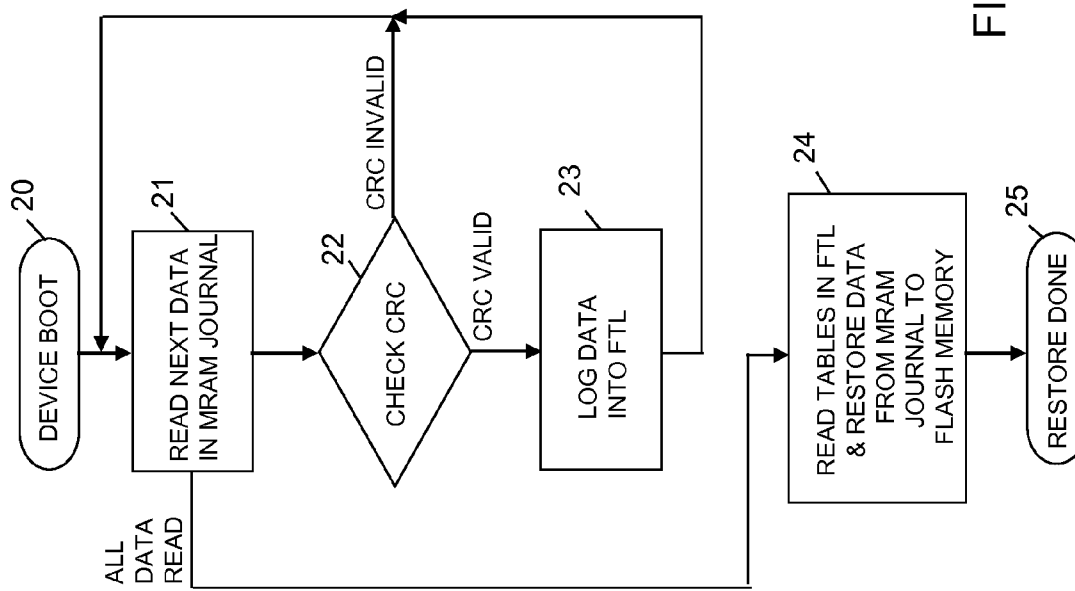 20
DEVICE BOOT
21
READ NEXT DATA
IN MRAM JOURNAL
ALL
DATA
READ
22
CHECK CRC
CRC INVALID
CRC VALID
23
LOG DATA
INTO FTL
24
READ TABLES IN FTL
& RESTORE DATA
FROM MRAM
JOURNAL TO
FLASH MEMORY
25
RESTORE DONE